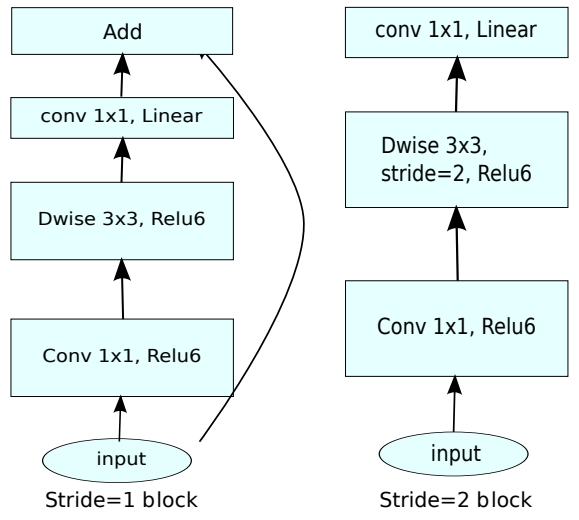 Add
conv 1x1, Linear
Dwise 3x3, Relu6
Conv 1x1, Relu6
input
Stride=1 block
conv 1x1, Linear
Dwise 3x3,
stride=2, Relu6
Conv 1x1, Relu6
input
Stride=2 block